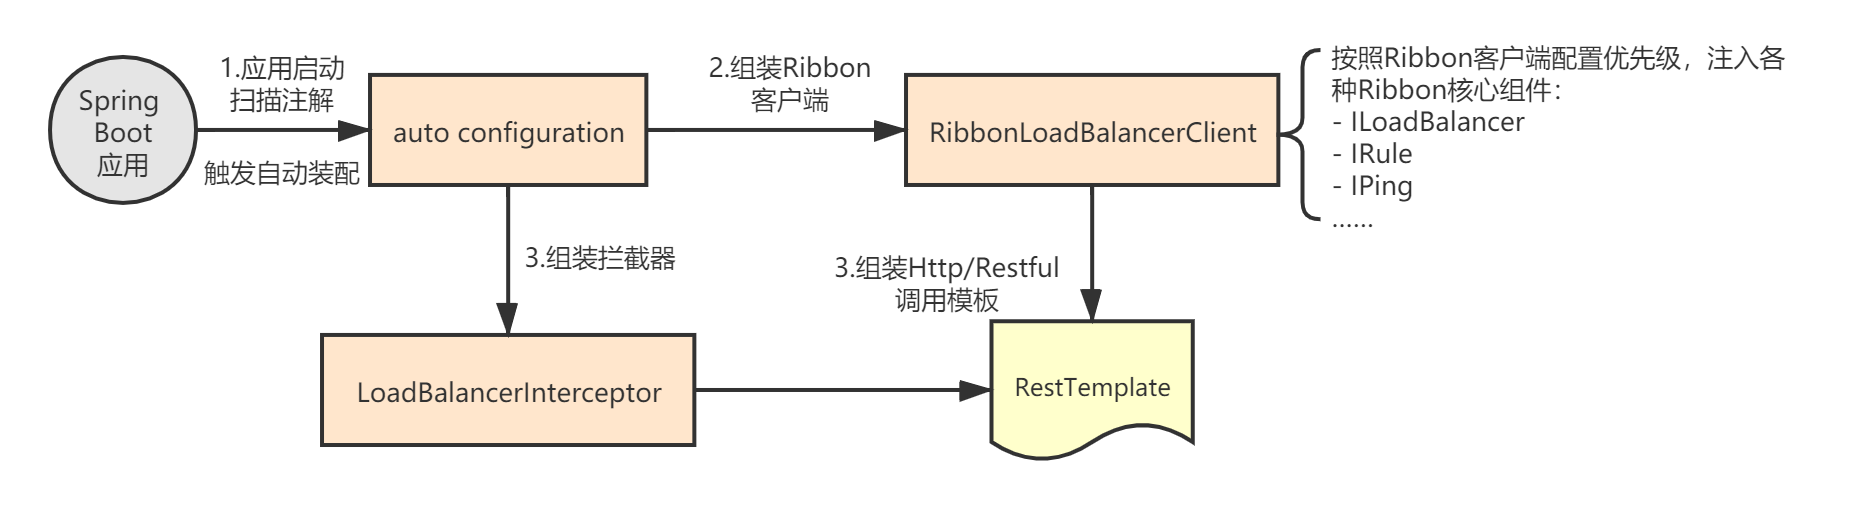 Spring
Boot
应用
1.应用启动
扫描注解
触发自动装配
auto configuration
2.组装Ribbon
客户端
RibbonLoadBalancerClient
按照Ribbon客户端配置优先级，注入各
种Ribbon核心组件：
- ILoadBalancer
- IRule
- IPing
......
3.组装拦截器
3.组装Http/Restful
调用模板
LoadBalancerInterceptor
RestTemplate